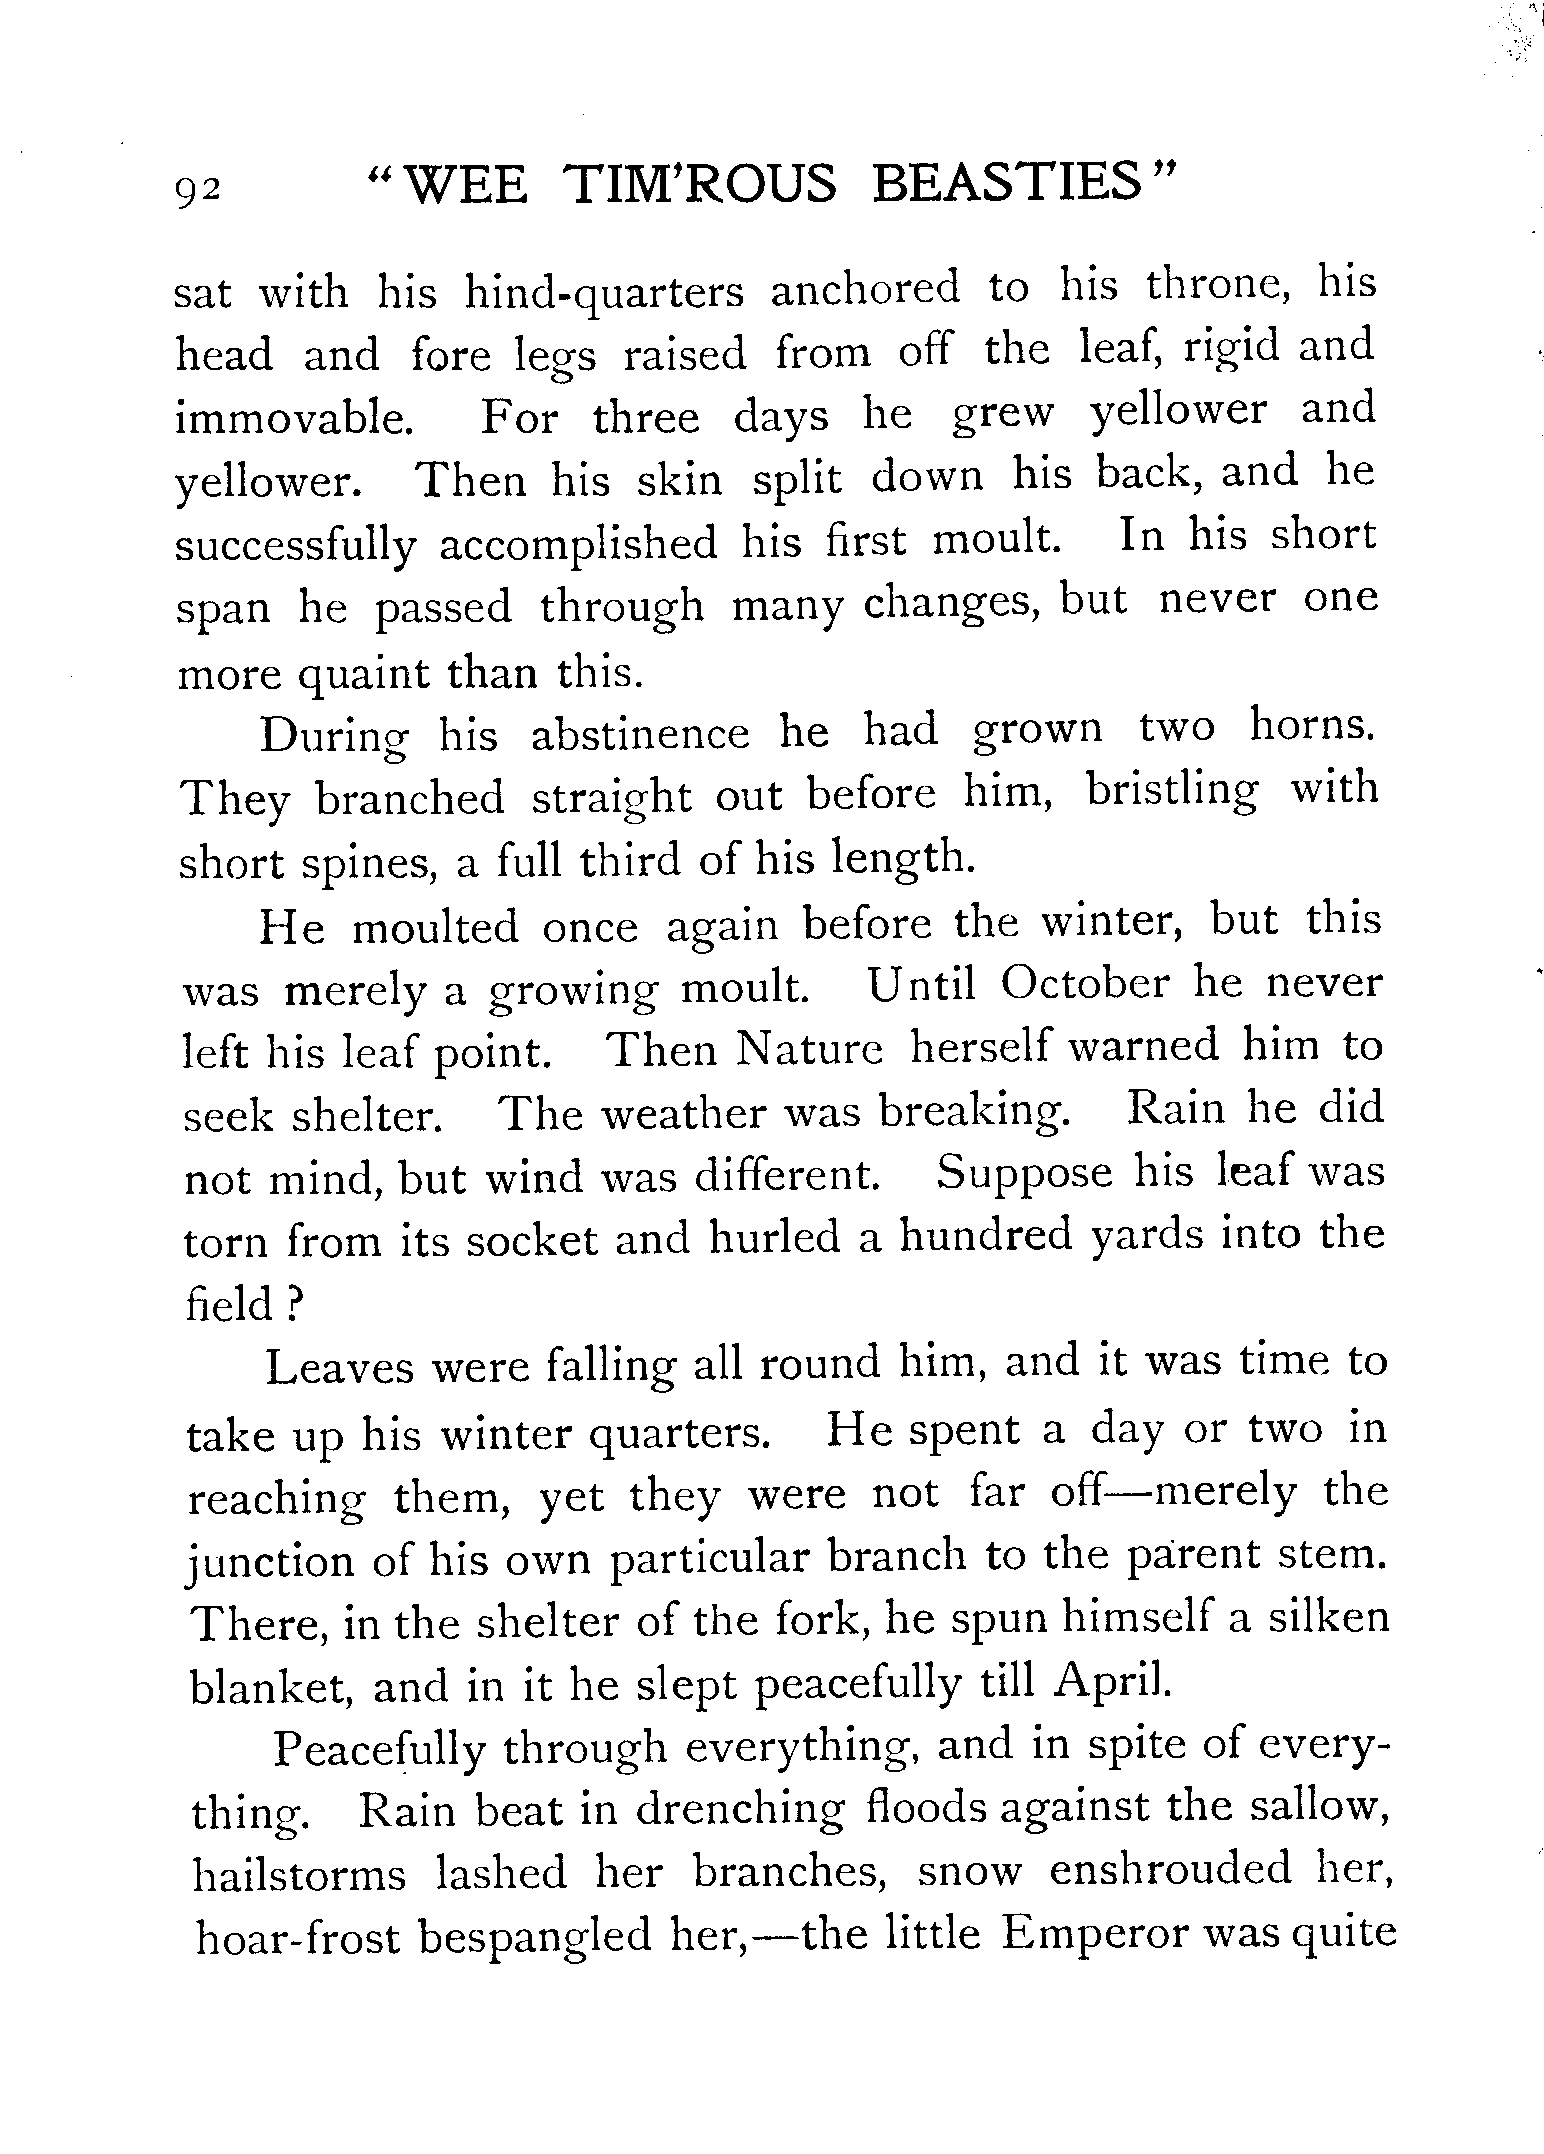 92 "WEE TIM'ROUS BEASTIES"
sat with his hind-quarters anchored to his throne, his
head and fore legs raised from off the leaf, rigid and
immovable. For three days he grew yellower and
yellower. Then his skin split down his back, and he
successfully accomplished his first moult. In his short
span he passed through many changes, but never one
more quaint than this.
During his abstinence he had grown two horns.
They branched straight out before him, bristling with
short spines, a full third of his length.
He moulted once again before the winter, but this
was merely a growing moult. Until October he never
left his leaf point. Then Nature herself warned him to
seek shelter. The weather was breaking. Rain he did
not mind, but wind was different. Suppose his leaf was
torn from its socket and hurled a hundred yards into the
field ?
Leaves were falling all round him, and it was time to
take up his winter quarters. He spent a day or two in
reaching them, yet they were not far off—merely the
junction of his own particular branch to the parent stem.
There, in the shelter of the fork, he spun himself a silken
blanket, and in it he slept peacefully till April.
Peacefully through everything, and in spite of every-
thing. Rain beat in drenching floods against the sallow,
hailstorms lashed her branches, snow enshrouded her,
hoar-frost bespangled her,—the little Emperor was quite